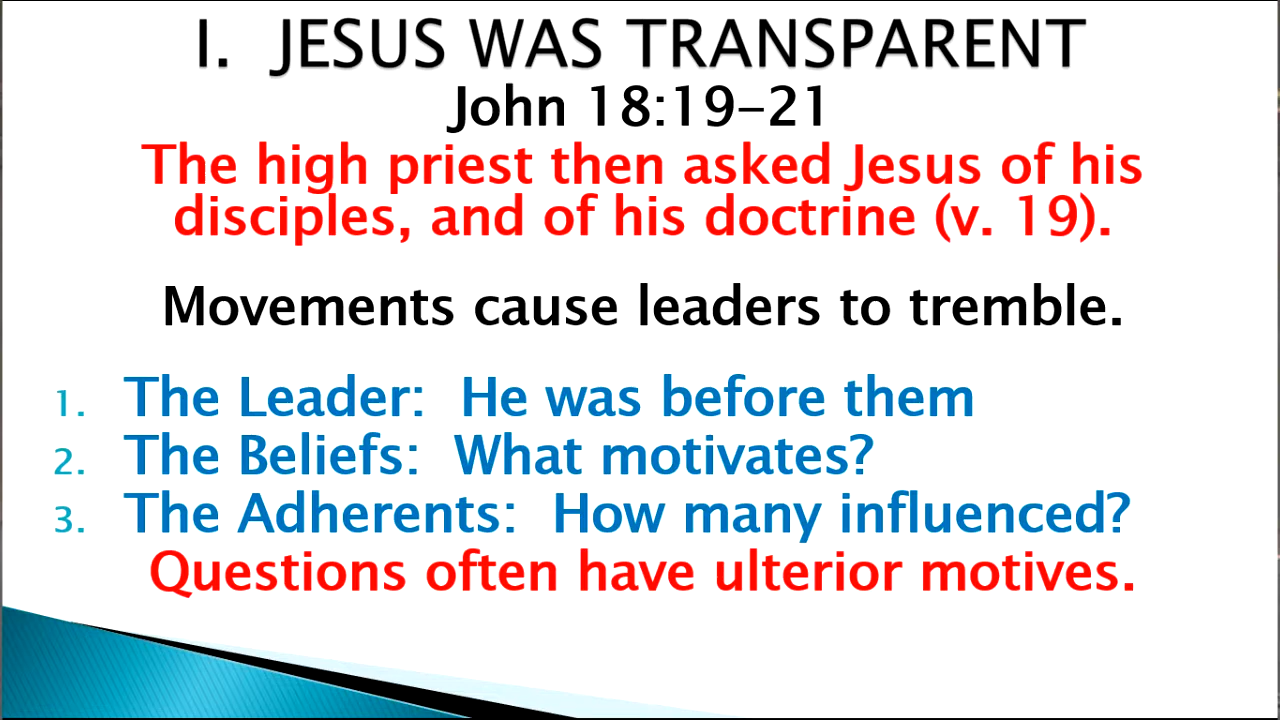 I.  JESUS WAS TRANSPARENT
John 18:19-21
The high priest then asked Jesus of his
disciples, and of his doctrine (v. 19).
Movements cause leaders to tremble.
1. The Leader:  He was before them
2. The Beliefs:  What motivates?
3. The Adherents:  How many influenced?
Questions often have ulterior motives.